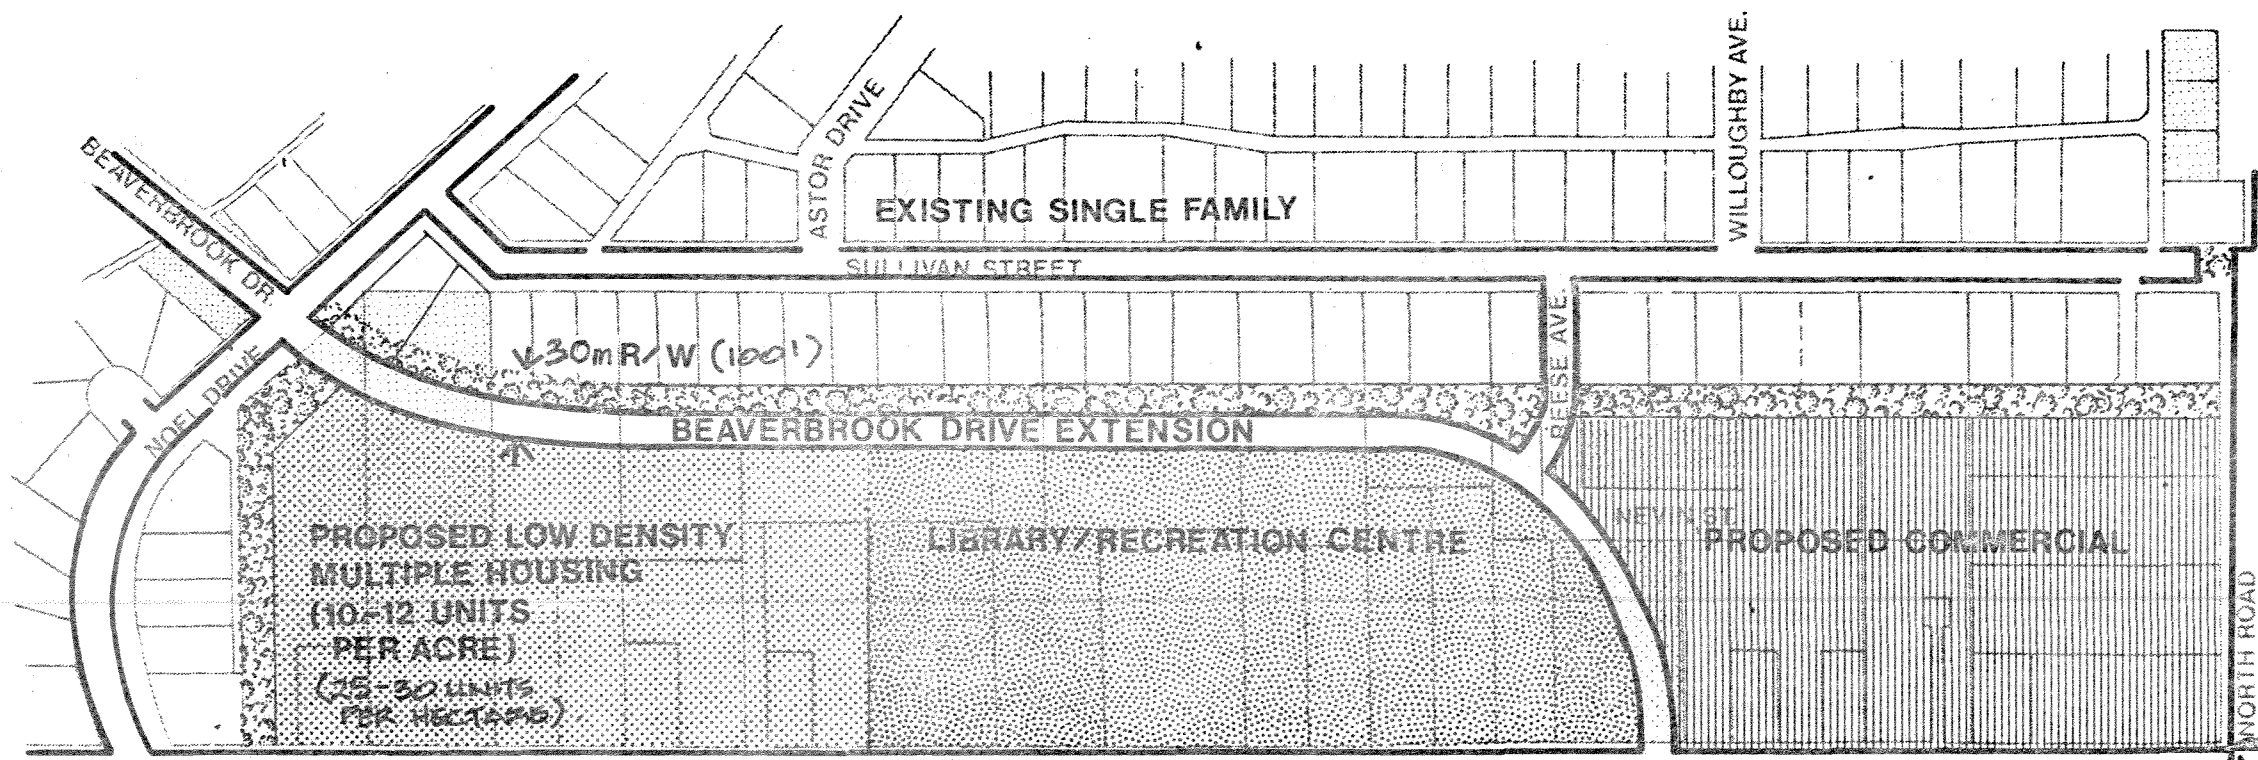 WILLOUGHBY AVE.
ASTOR DRIVE
BEAVERBROOK DR
EXISTING SINGLE FAMILY
SULLIVAN STREET
NOEL DRIVE
30m R/W (100')
REESE AVE.
BEAVERBROOK DRIVE EXTENSION
PROPOSED LOW DENSITY
MULTIPLE HOUSING
(10-12 UNITS
PER ACRE)
(25-30 UNITS
PER HECTARE)
LIBRARY/RECREATION CENTRE
NEVIN ST.
PROPOSED COMMERCIAL
NORTH ROAD